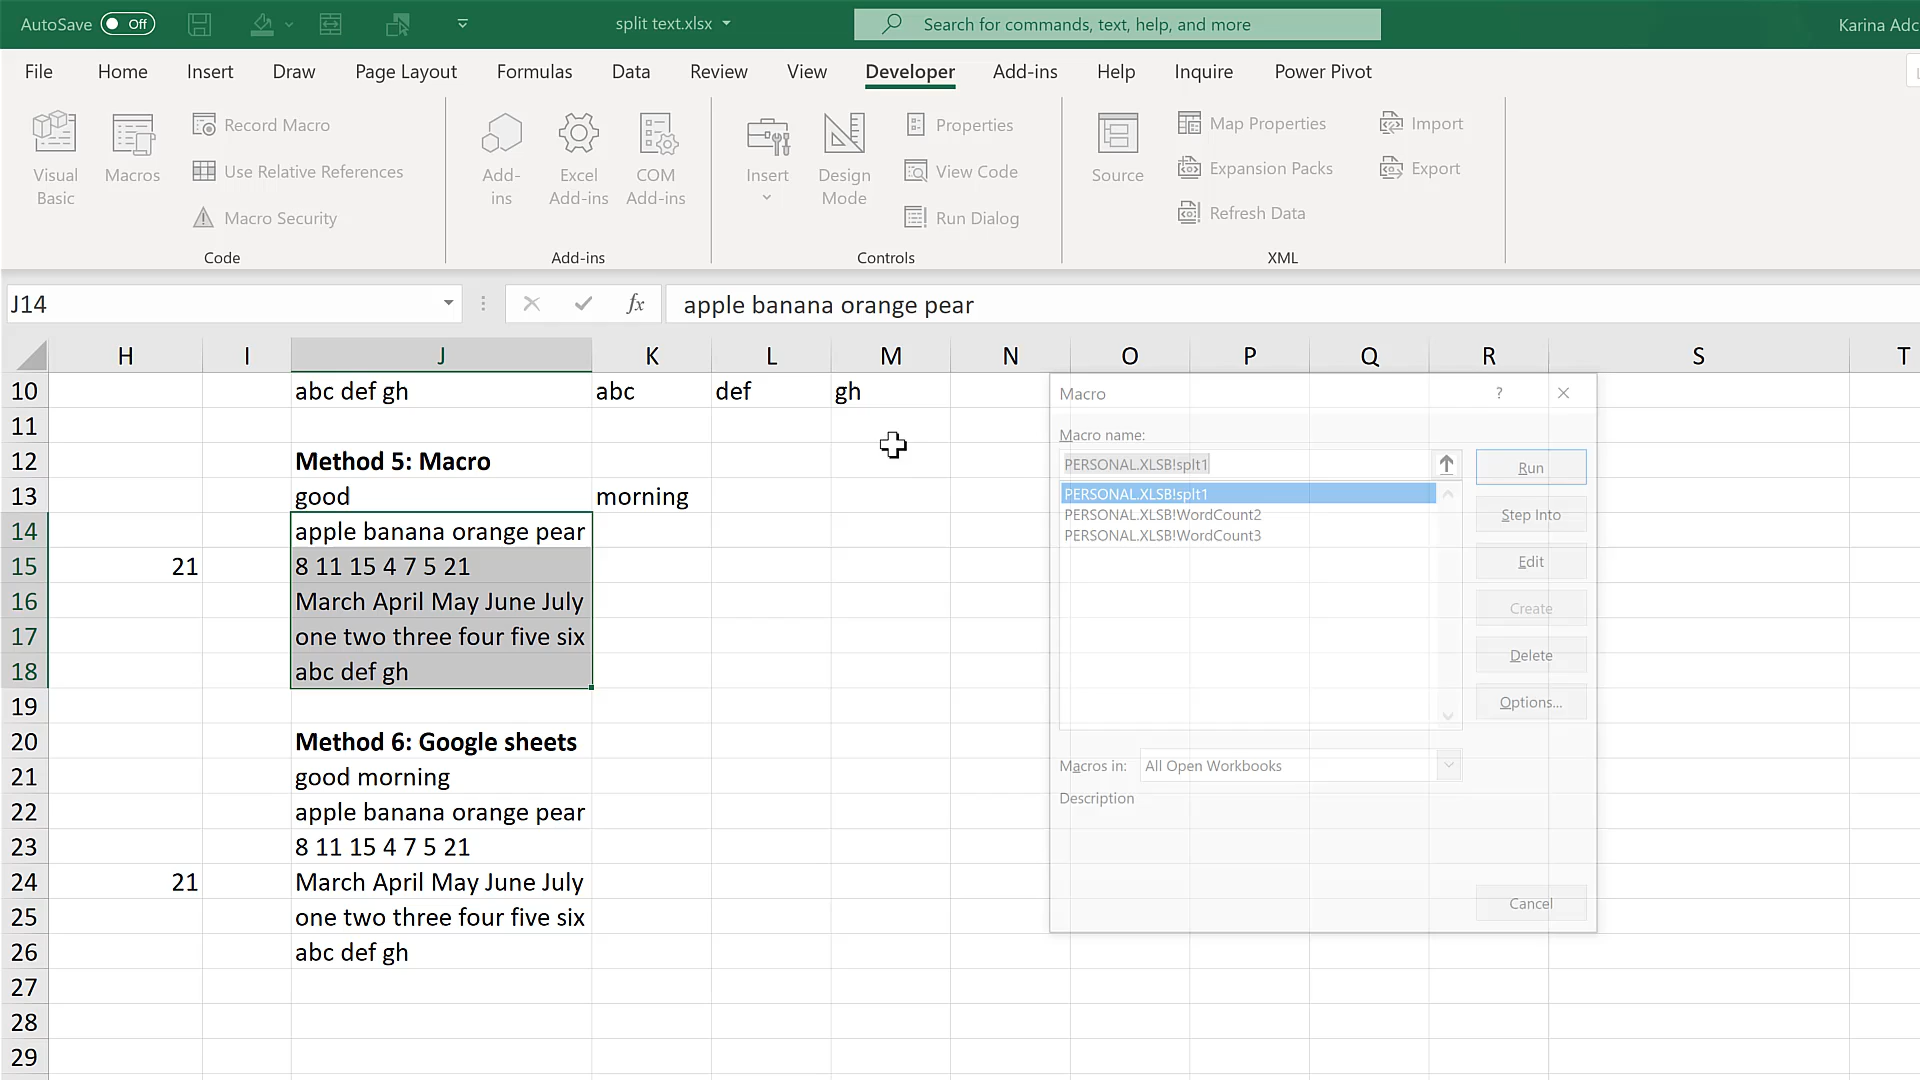 AutoSave Off
split text.xlsx
Search for commands, text, help, and more
Karina Adc
File Home Insert Draw Page Layout Formulas Data Review View Developer Add-ins Help Inquire Power Pivot
Visual Basic
Macros
Record Macro
Use Relative References
Macro Security
Code
Add-ins
Excel Add-ins
COM Add-ins
Add-ins
Insert
Design Mode
Properties
View Code
Run Dialog
Controls
Source
Map Properties
Expansion Packs
Refresh Data
Import
Export
XML
J14
fx
apple banana orange pear
H I J K L M N O P Q R S T
10 abc def gh abc def gh
11
12 Method 5: Macro
13 good morning
14 apple banana orange pear
15 21 8 11 15 4 7 5 21
16 March April May June July
17 one two three four five six
18 abc def gh
19
20 Method 6: Google sheets
21 good morning
22 apple banana orange pear
23 8 11 15 4 7 5 21
24 21 March April May June July
25 one two three four five six
26 abc def gh
27
28
29
Macro ?
Macro name:
PERSONAL.XLSB!splt1
PERSONAL.XLSB!splt1
PERSONAL.XLSB!WordCount2
PERSONAL.XLSB!WordCount3
Run
Step Into
Edit
Create
Delete
Options...
Macros in: All Open Workbooks
Description
Cancel